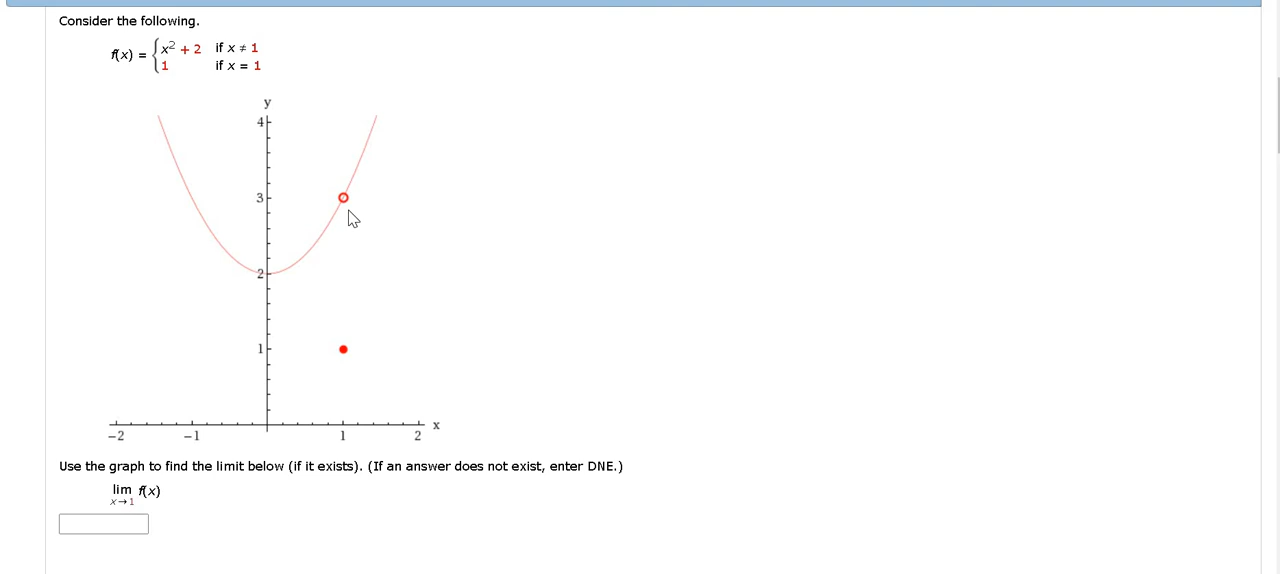 Consider the following.
f(x) = { x² + 2 if x ≠ 1
1 if x = 1
y
4
3
2
1
-2 -1 1 2 x
Use the graph to find the limit below (if it exists). (If an answer does not exist, enter DNE.)
lim f(x)
x→1